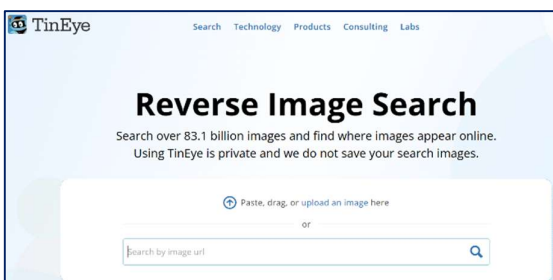 TinEye
Search Technology Products Consulting Labs
Reverse Image Search
Search over 83.1 billion images and find where images appear online.
Using TinEye is private and we do not save your search images.
Paste, drag, or upload an image here
or
Search by image url